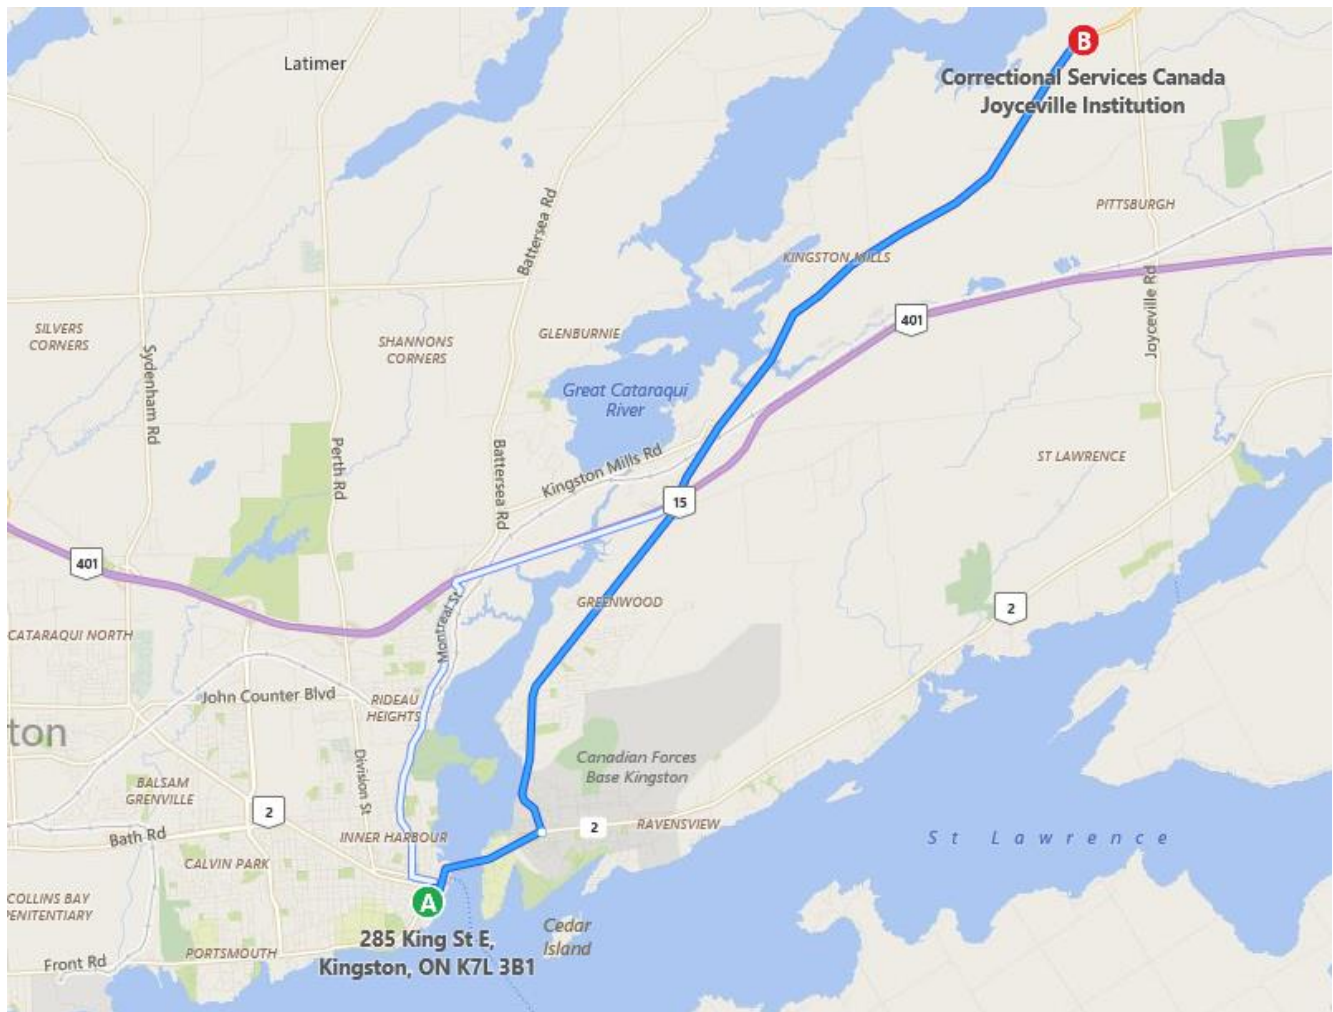 B
Latimer
Correctional Services Canada
Joyceville Institution
Battersea Rd
PITTSBURGH
KINGSTON MILLS
Joyceville Rd
401
SILVERS
CORNERS
SHANNONS
CORNERS
GLENBURNIE
Sydenham Rd
Great Cataraqui
River
Perth Rd
Battersea Rd
Kingston Mills Rd
ST LAWRENCE
15
401
GREENWOOD
2
CATARAQUI NORTH
Montreal St
John Counter Blvd
RIDEAU
HEIGHTS
ton
Canadian Forces
Base Kingston
BALSAM
GRENVILLE
Division St
2
2
RAVENSVIEW
Bath Rd
INNER HARBOUR
St Lawrence
CALVIN PARK
COLLINS BAY
PENITENTIARY
A
285 King St E,
Kingston, ON K7L 3B1
Cedar
Island
PORTSMOUTH
Front Rd